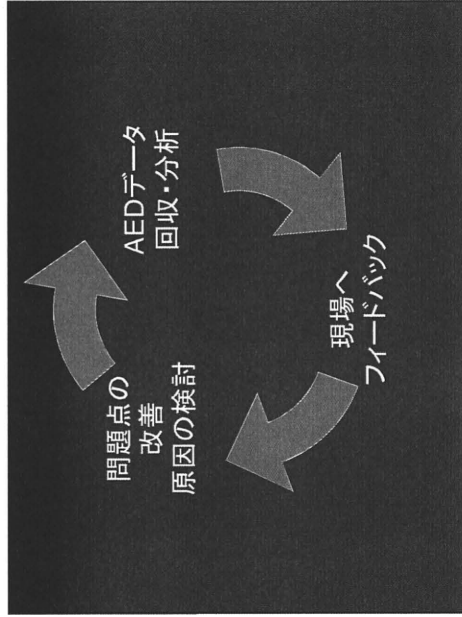 AEDデータ
回収・分析
現場へ
フィードバック
問題点の
改善
原因の検討